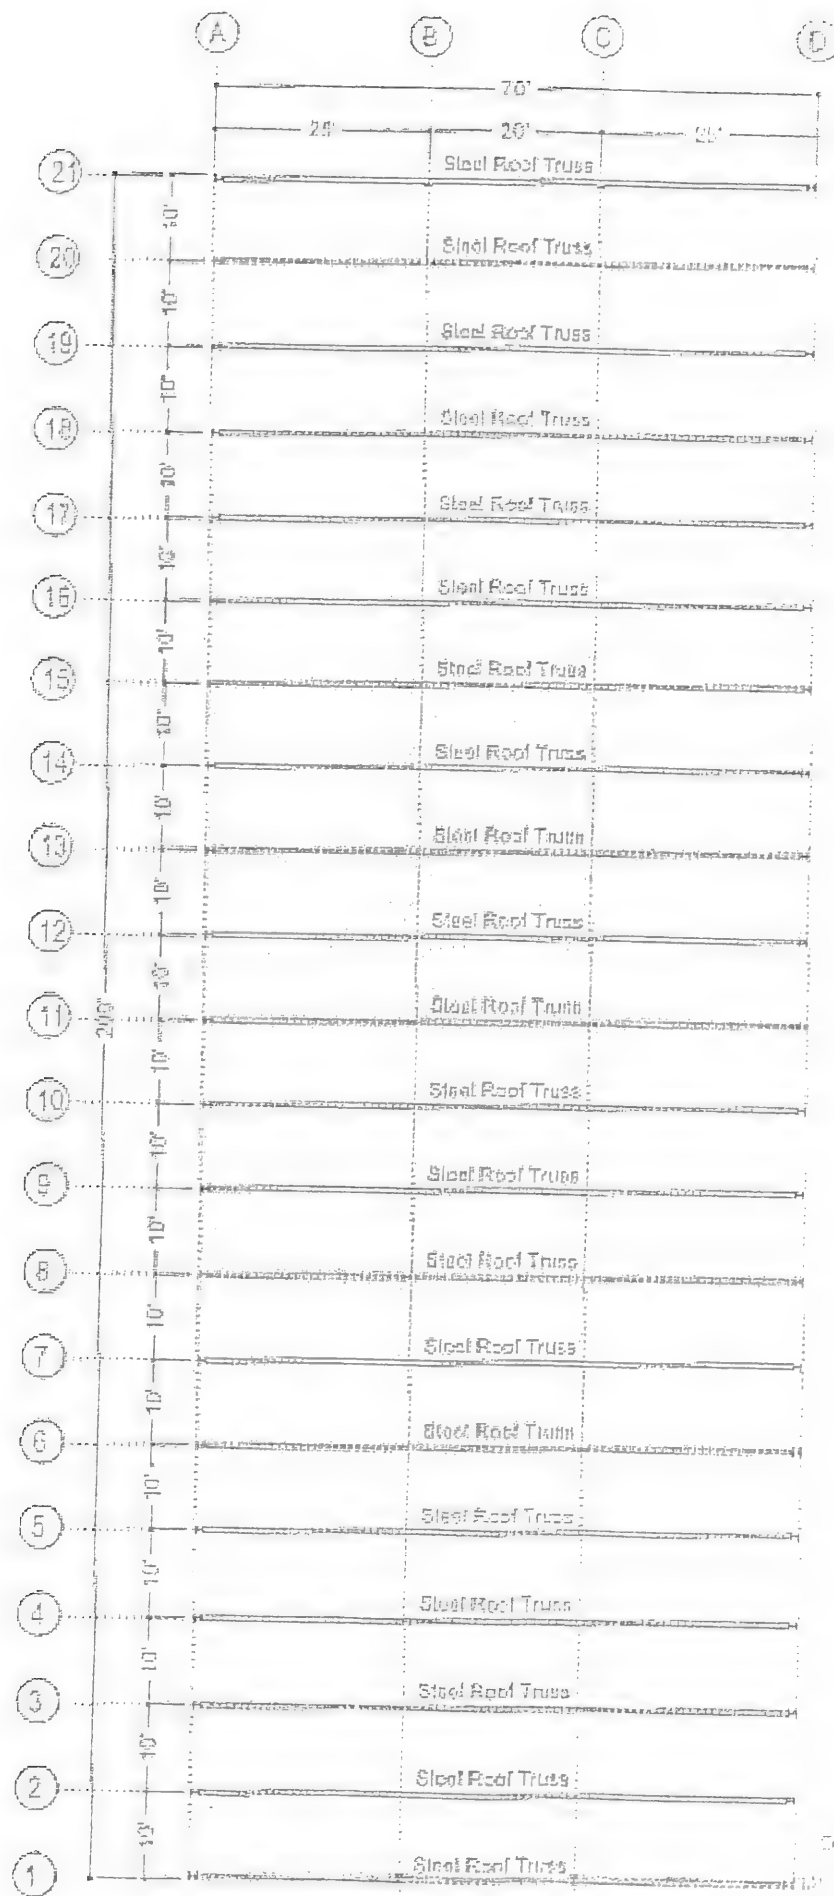 A B C D
70'
25' 20' 25'
21 Steel Roof Truss
10'
20 Steel Roof Truss
10'
19 Steel Roof Truss
10'
18 Steel Roof Truss
10'
17 Steel Roof Truss
10'
16 Steel Roof Truss
10'
15 Steel Roof Truss
10'
14 Steel Roof Truss
10'
13 Steel Roof Truss
10'
12 Steel Roof Truss
10'
11 Steel Roof Truss
200'
10'
10 Steel Roof Truss
10'
9 Steel Roof Truss
10'
8 Steel Roof Truss
10'
7 Steel Roof Truss
10'
6 Steel Roof Truss
10'
5 Steel Roof Truss
10'
4 Steel Roof Truss
10'
3 Steel Roof Truss
10'
2 Steel Roof Truss
10'
1 Steel Roof Truss